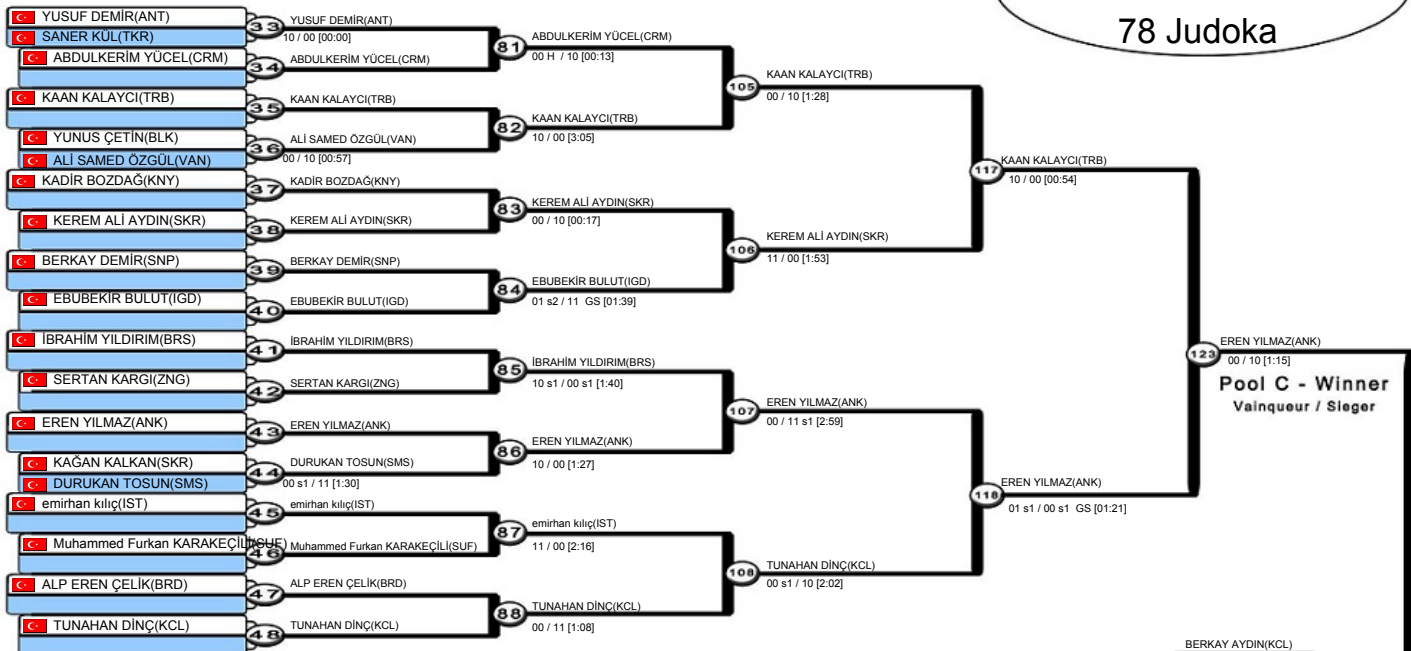 78 Judoka
YUSUF DEMİR(ANT)
SANER KÜL(TKR)
ABDULKERİM YÜCEL(CRM)
KAAN KALAYCI(TRB)
YUNUS ÇETİN(BLK)
ALİ SAMED ÖZGÜL(VAN)
KADİR BOZDAĞ(KNY)
KEREM ALİ AYDIN(SKR)
BERKAY DEMİR(SNP)
EBUBEKİR BULUT(IGD)
İBRAHİM YILDIRIM(BRS)
SERTAN KARGI(ZNG)
EREN YILMAZ(ANK)
KAĞAN KALKAN(SKR)
DURUKAN TOSUN(SMS)
emirhan kılıç(IST)
Muhammed Furkan KARAKEÇİLİ(SUF)
ALP EREN ÇELİK(BRD)
TUNAHAN DİNÇ(KCL)
33
34
35
36
37
38
39
40
41
42
43
44
45
46
47
48
YUSUF DEMİR(ANT)
10 / 00 [00:00]
ABDULKERİM YÜCEL(CRM)
KAAN KALAYCI(TRB)
ALİ SAMED ÖZGÜL(VAN)
00 / 10 [00:57]
KADİR BOZDAĞ(KNY)
KEREM ALİ AYDIN(SKR)
BERKAY DEMİR(SNP)
EBUBEKİR BULUT(IGD)
İBRAHİM YILDIRIM(BRS)
SERTAN KARGI(ZNG)
EREN YILMAZ(ANK)
DURUKAN TOSUN(SMS)
00 s1 / 11 [1:30]
emirhan kılıç(IST)
Muhammed Furkan KARAKEÇİLİ(SUF)
ALP EREN ÇELİK(BRD)
TUNAHAN DİNÇ(KCL)
81
82
83
84
85
86
87
88
ABDULKERİM YÜCEL(CRM)
00 H / 10 [00:13]
KAAN KALAYCI(TRB)
10 / 00 [3:05]
KEREM ALİ AYDIN(SKR)
00 / 10 [00:17]
EBUBEKİR BULUT(IGD)
01 s2 / 11 GS [01:39]
İBRAHİM YILDIRIM(BRS)
10 s1 / 00 s1 [1:40]
EREN YILMAZ(ANK)
10 / 00 [1:27]
emirhan kılıç(IST)
11 / 00 [2:16]
TUNAHAN DİNÇ(KCL)
00 / 11 [1:08]
105
106
107
108
KAAN KALAYCI(TRB)
00 / 10 [1:28]
KEREM ALİ AYDIN(SKR)
11 / 00 [1:53]
EREN YILMAZ(ANK)
00 / 11 s1 [2:59]
TUNAHAN DİNÇ(KCL)
00 s1 / 10 [2:02]
117
118
KAAN KALAYCI(TRB)
10 / 00 [00:54]
EREN YILMAZ(ANK)
01 s1 / 00 s1 GS [01:21]
123
EREN YILMAZ(ANK)
00 / 10 [1:15]
Pool C - Winner
Vainqueur / Sieger
BERKAY AYDIN(KCL)